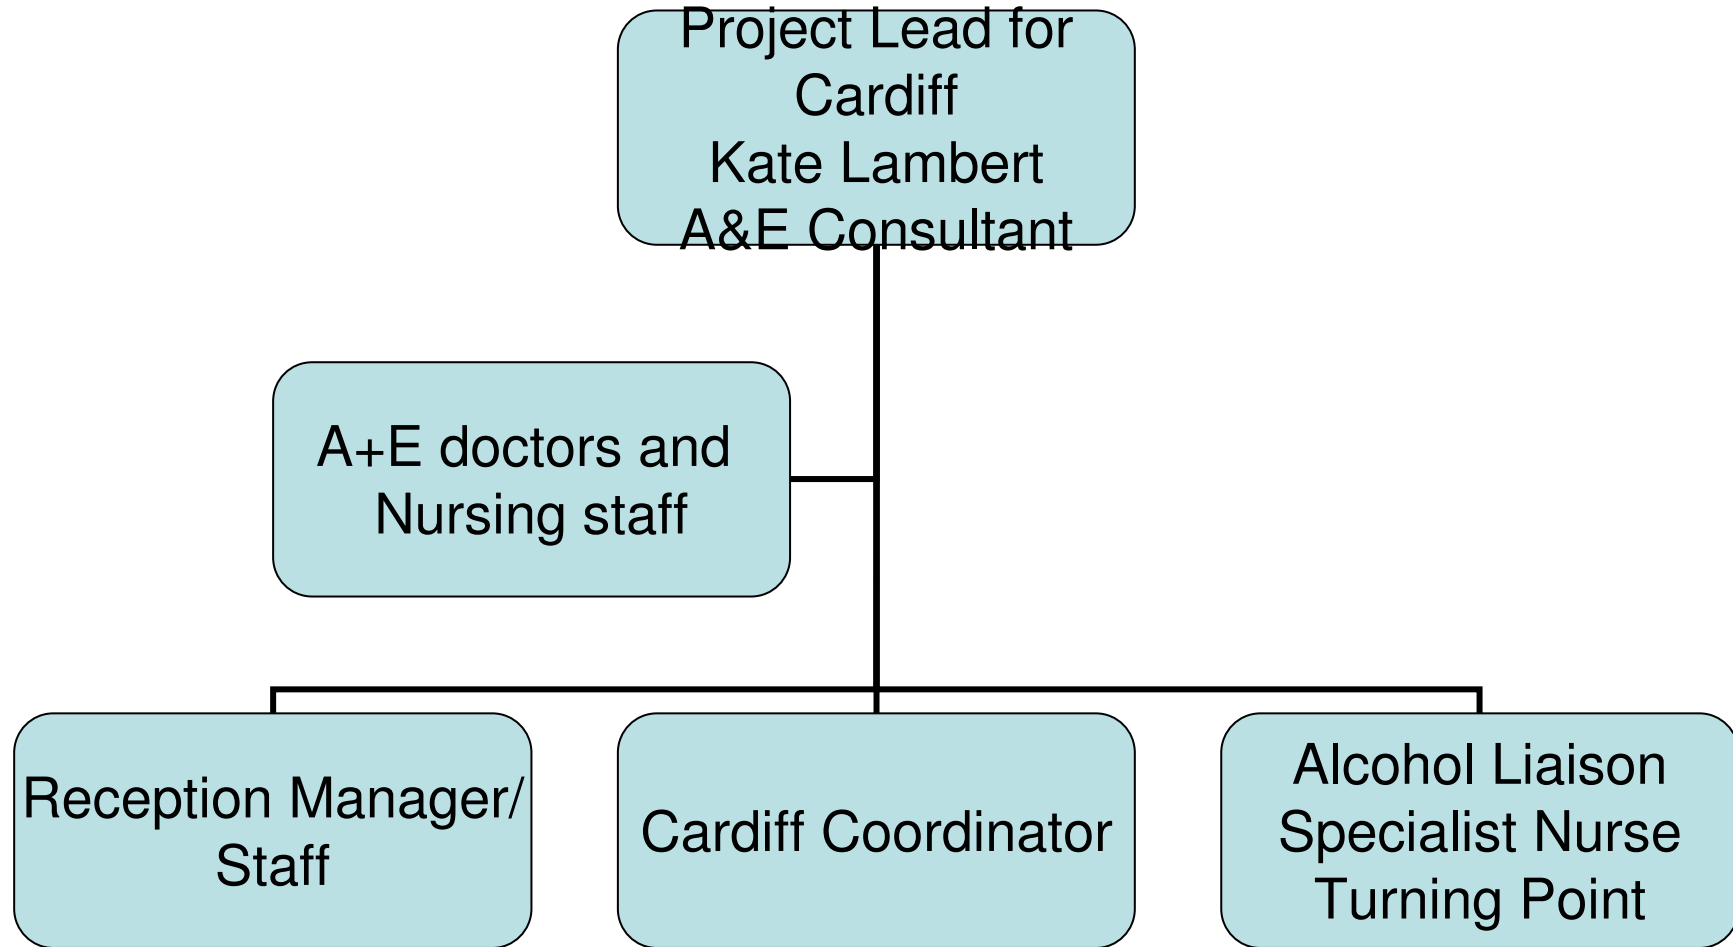 Project Lead for
Cardiff
Kate Lambert
A&E Consultant
A+E doctors and
Nursing staff
Reception Manager/
Staff
Cardiff Coordinator
Alcohol Liaison
Specialist Nurse
Turning Point